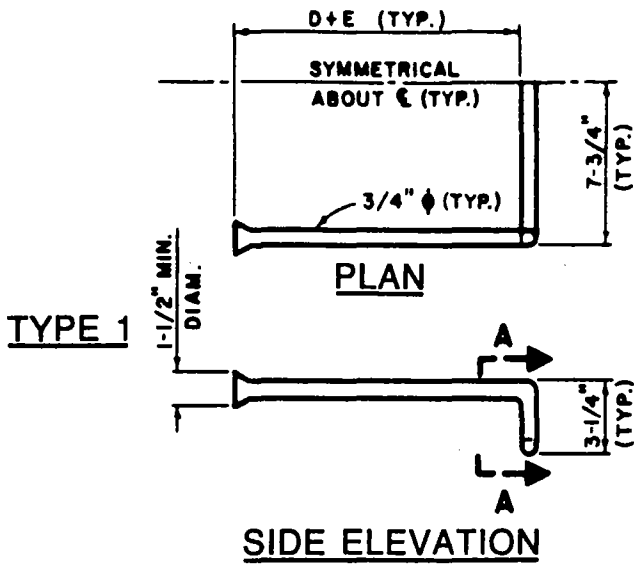 D+E (TYP.)
SYMMETRICAL
ABOUT ℄ (TYP.)
7-3/4"
(TYP.)
3/4" ϕ (TYP.)
PLAN
TYPE 1
1-1/2" MIN.
DIAM.
A
3-1/4"
(TYP.)
A
SIDE ELEVATION